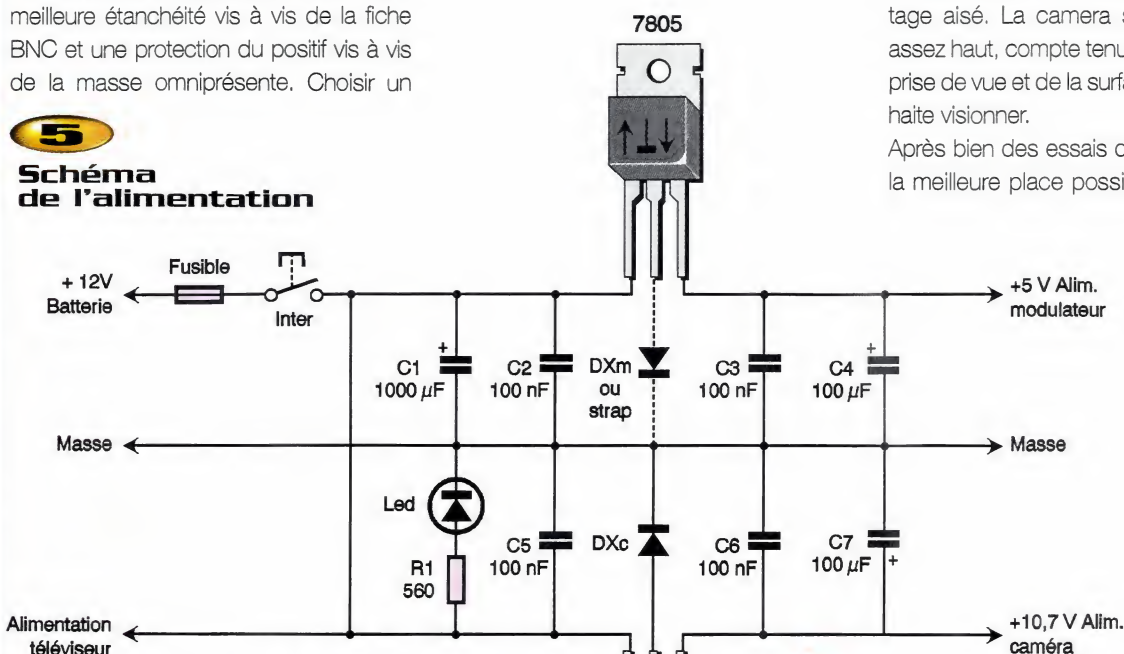 meilleure étanchéité vis à vis de la fiche
BNC et une protection du positif vis à vis
de la masse omniprésente. Choisir un
5
Schéma
de l'alimentation
7805
tage aisé. La camera
assez haut, compte tenu
prise de vue et de la surfa
haite visionner.
Après bien des essais
la meilleure place possi
+ 12V
Batterie
Fusible
Inter
+5 V Alim.
modulateur
+
C1
1000 µF
C2
100 nF
DXm
ou
strap
C3
100 nF
+
C4
100 µF
Masse
Masse
Led
R1
560
C5
100 nF
DXc
C6
100 nF
C7
100 µF
+
Alimentation
téléviseur
+10,7 V Alim.
caméra